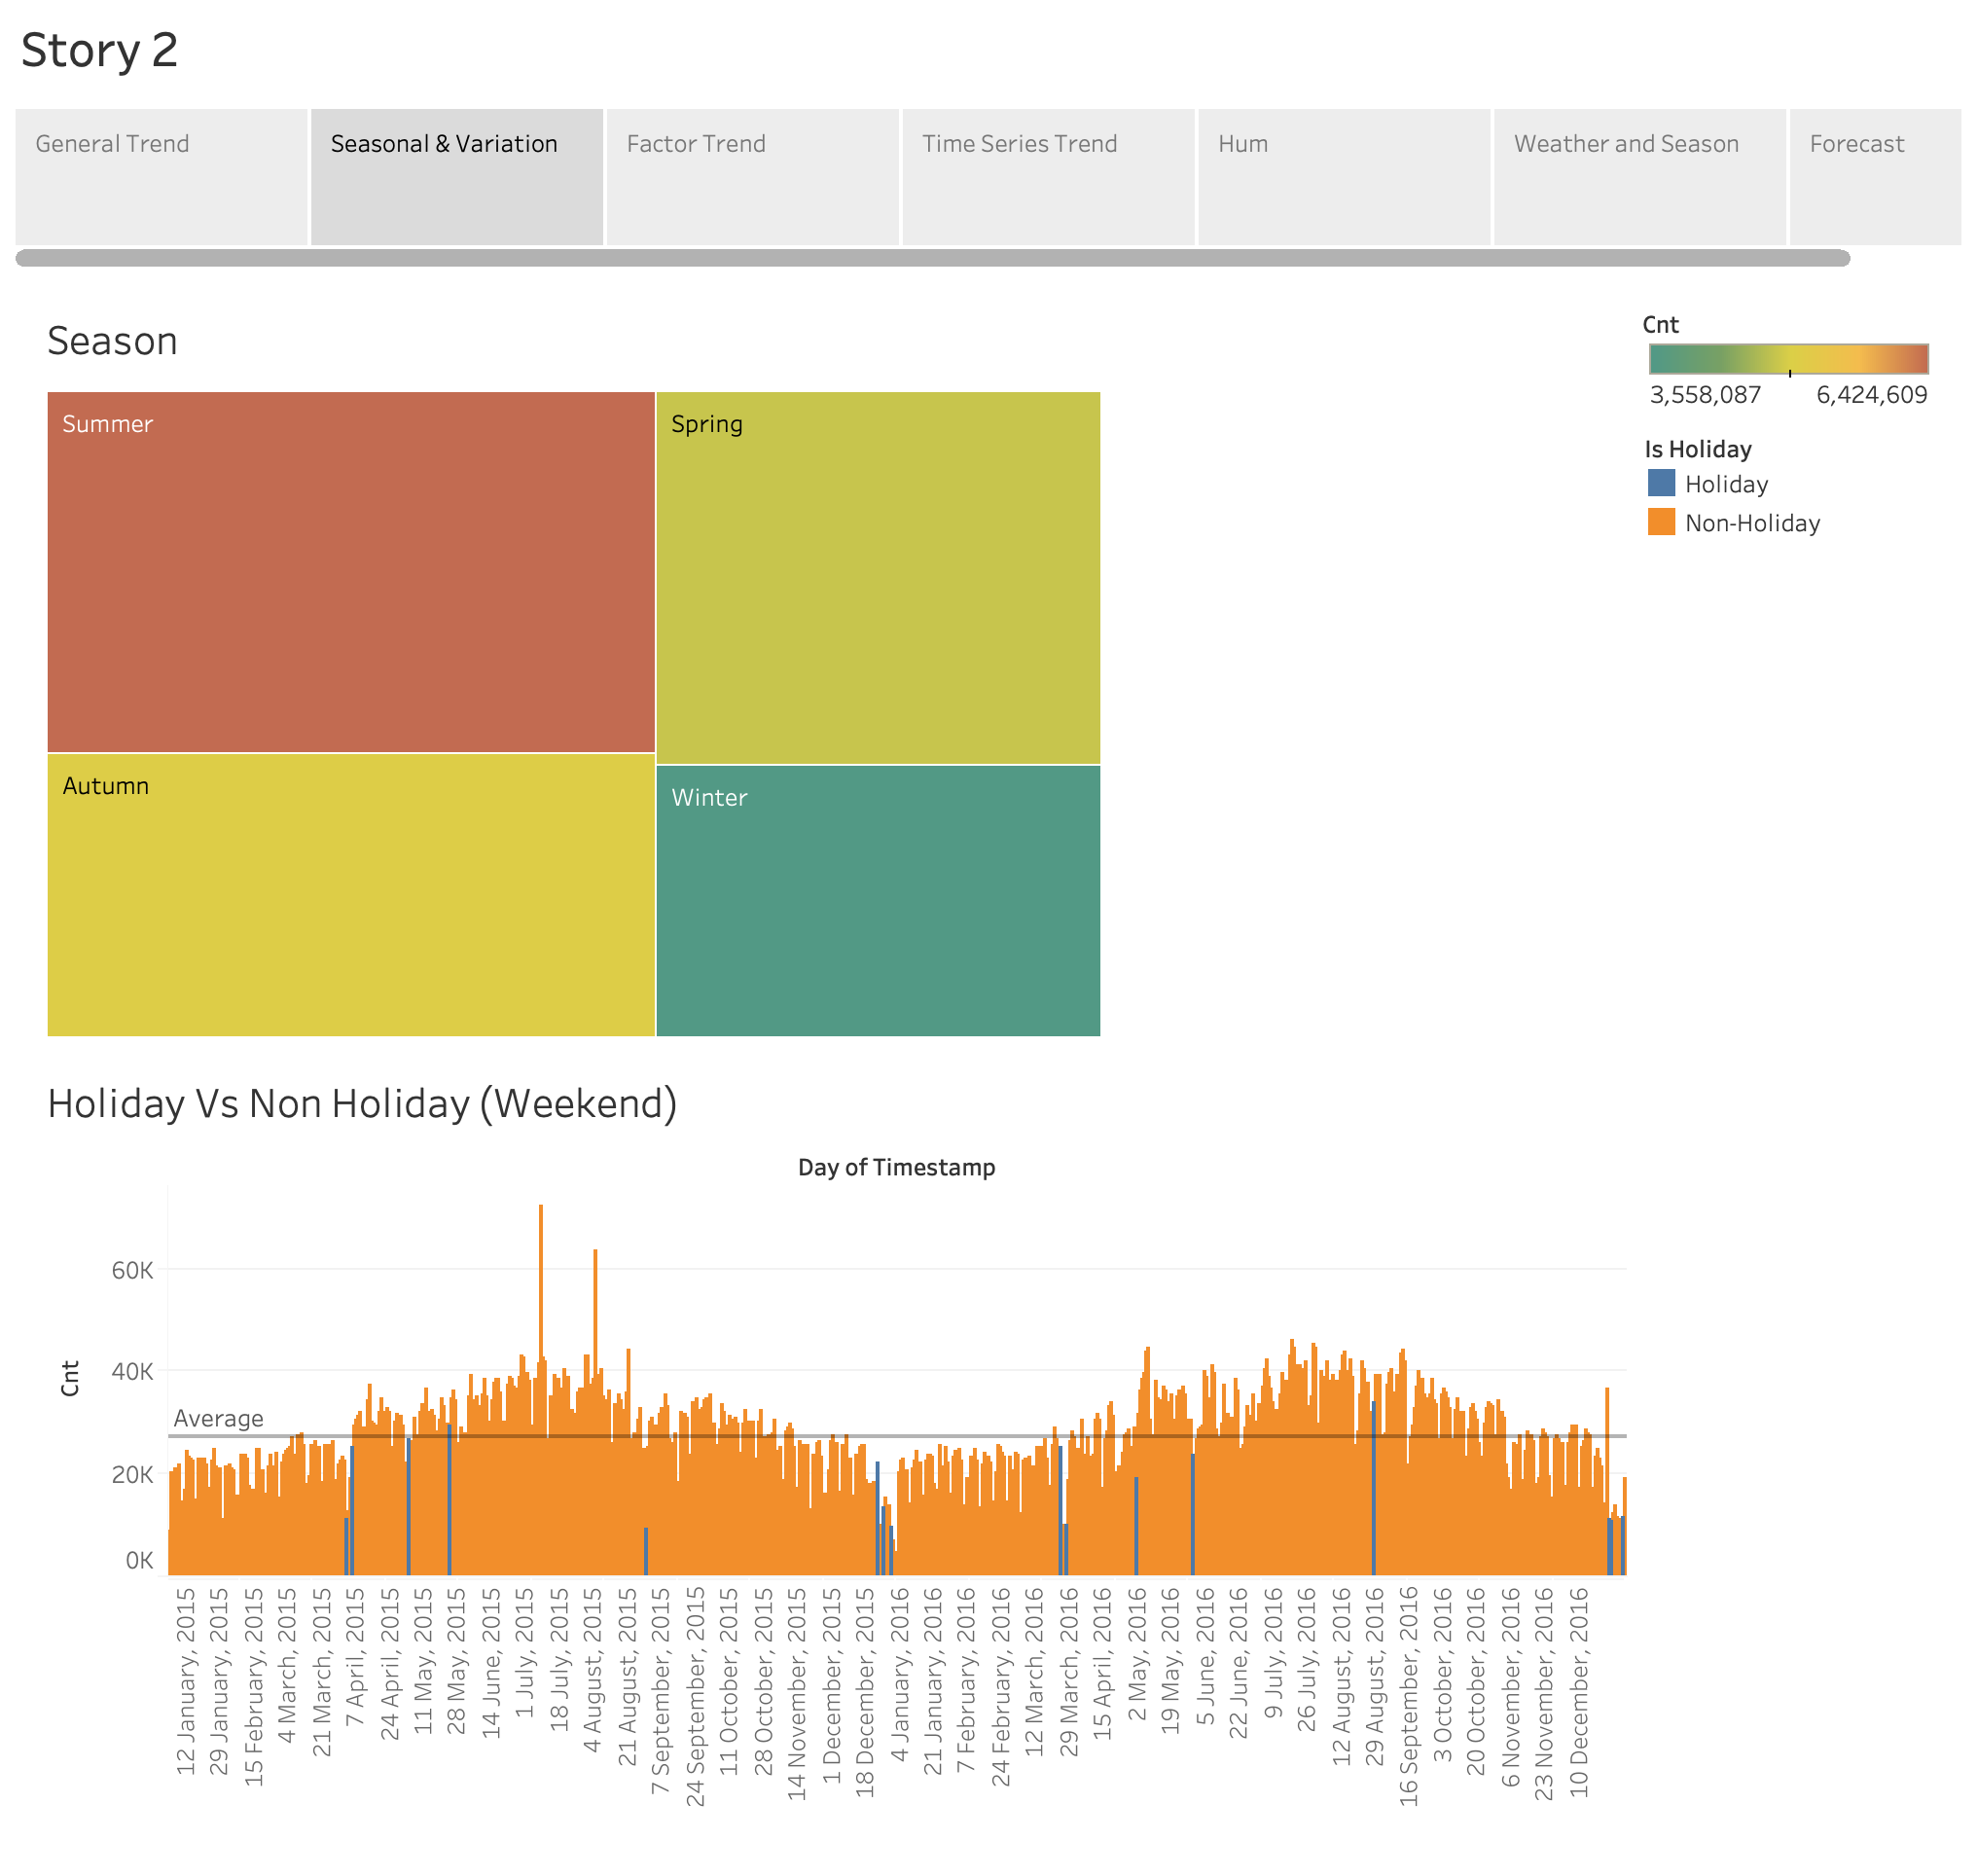 Story 2
General Trend
Seasonal & Variation
Factor Trend
Time Series Trend
Hum
Weather and Season
Forecast
Season
Summer
Spring
Autumn
Winter
Cnt
3,558,087 6,424,609
Is Holiday
Holiday
Non-Holiday
Holiday Vs Non Holiday (Weekend)
Day of Timestamp
Cnt
60K
40K
20K
0K
Average
12 January, 2015
29 January, 2015
15 February, 2015
4 March, 2015
21 March, 2015
7 April, 2015
24 April, 2015
11 May, 2015
28 May, 2015
14 June, 2015
1 July, 2015
18 July, 2015
4 August, 2015
21 August, 2015
7 September, 2015
24 September, 2015
11 October, 2015
28 October, 2015
14 November, 2015
1 December, 2015
18 December, 2015
4 January, 2016
21 January, 2016
7 February, 2016
24 February, 2016
12 March, 2016
29 March, 2016
15 April, 2016
2 May, 2016
19 May, 2016
5 June, 2016
22 June, 2016
9 July, 2016
26 July, 2016
12 August, 2016
29 August, 2016
16 September, 2016
3 October, 2016
20 October, 2016
6 November, 2016
23 November, 2016
10 December, 2016